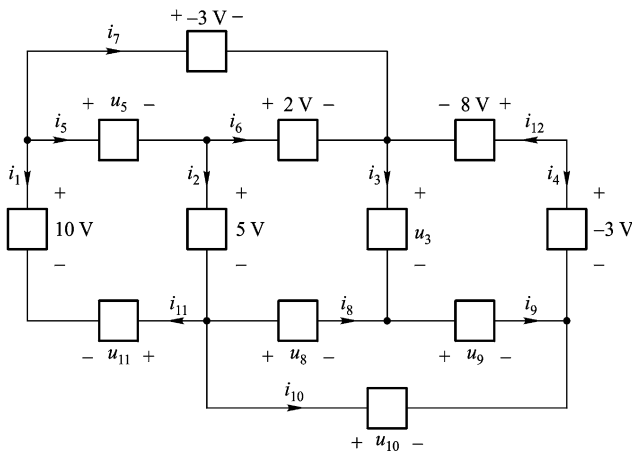 i7 + –3 V –
+ u5 – i5 i6 + 2 V – – 8 V + i12
i1 + 10 V – i2 + 5 V – i3 + u3 – i4 + –3 V –
– u11 + i11 + u8 – i8 + u9 – i9
i10 + u10 –